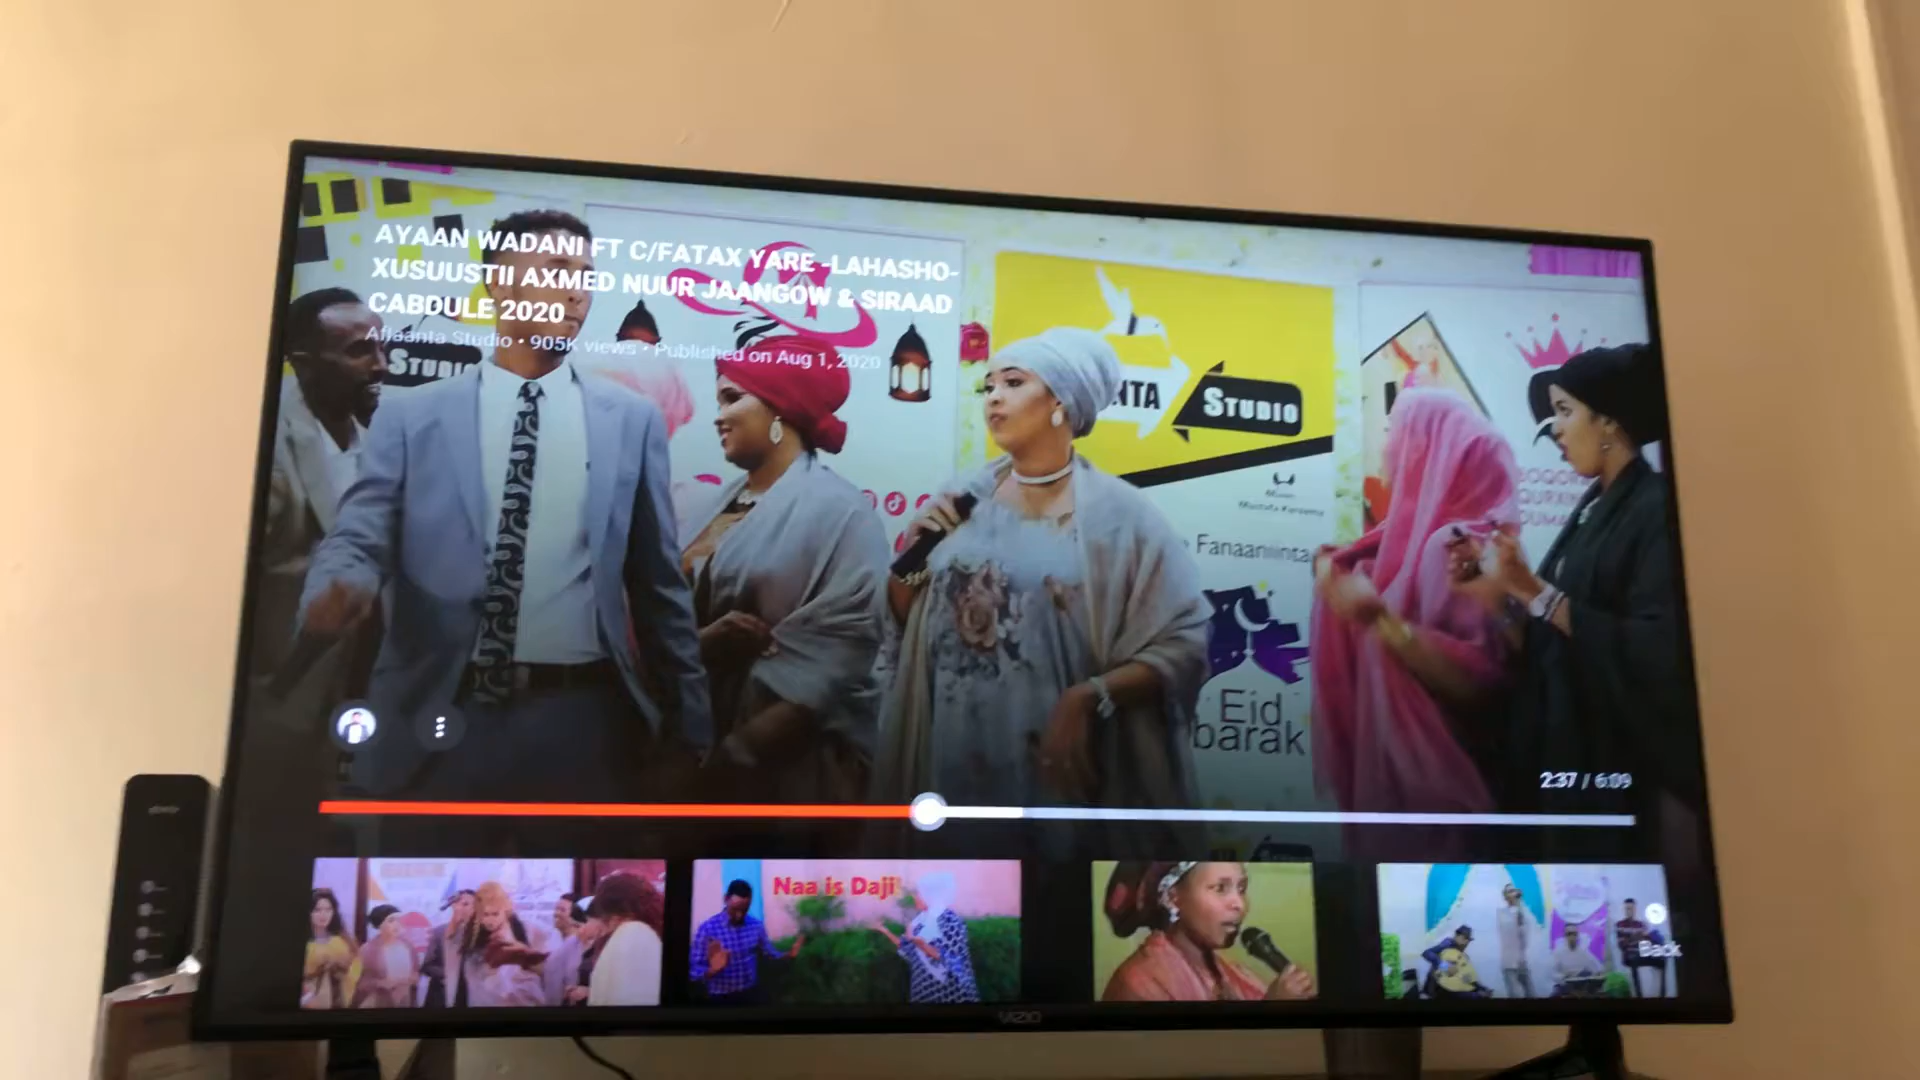 AYAAN WADANI FT C/FATAX YARE -LAHASHO-
XUSUUSTII AXMED NUUR JAANGOW & SIRAAD
CABDULE 2020
Aflaanta Studio • 905K views • Published on Aug 1, 2020
STUDIO
NTA
STUDIO
Fanaaniinta
Eid
barak
2:37 / 6:09
Naa is Daji
Back
VIZIO